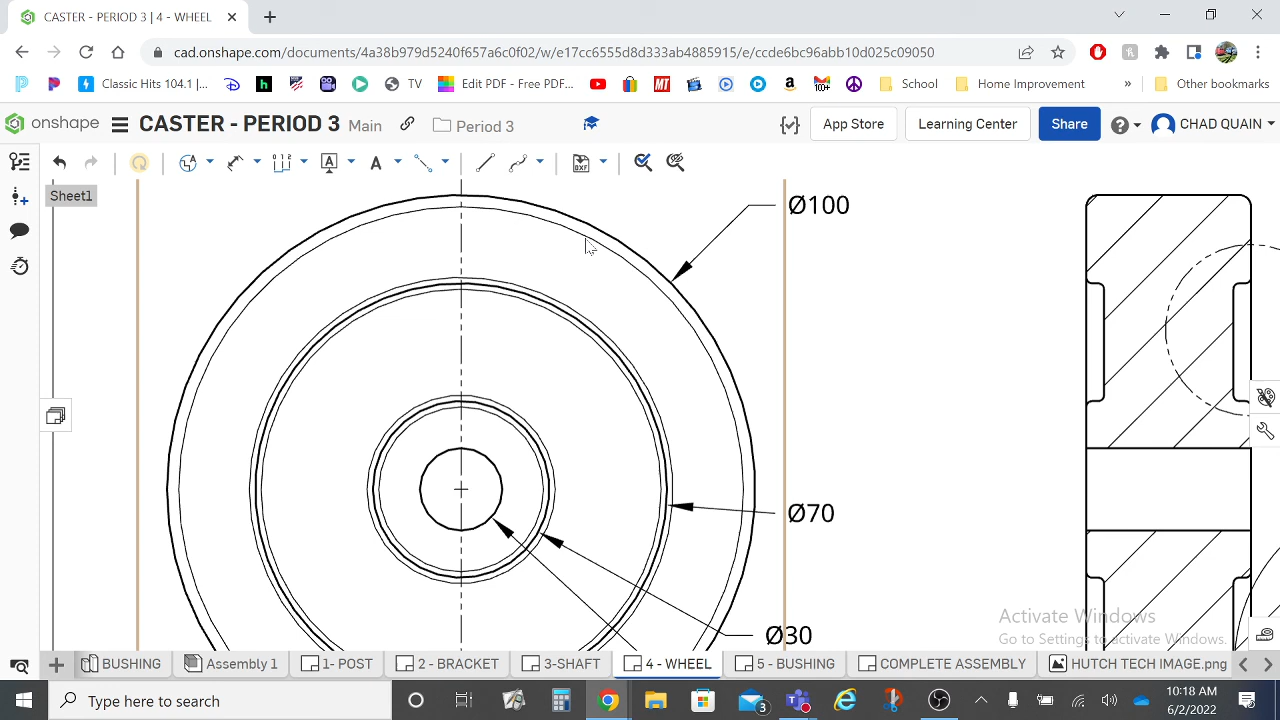 CASTER - PERIOD 3 | 4 - WHEEL
cad.onshape.com/documents/4a38b979d5240f657a6c0f02/w/e17cc6555d8d333ab4885915/e/ccde6bc96abb10d025c09050
Classic Hits 104.1 |...
TV
Edit PDF - Free PDF...
MT
100+
School
Home Improvement
»
Other bookmarks
onshape
CASTER - PERIOD 3
Main
Period 3
App Store
Learning Center
Share
CHAD QUAIN
Sheet1
Ø100
Ø70
Ø30
Activate Windows
Go to Settings to activate Windows.
BUSHING
Assembly 1
1- POST
2 - BRACKET
3-SHAFT
4 - WHEEL
5 - BUSHING
COMPLETE ASSEMBLY
HUTCH TECH IMAGE.png
Type here to search
3
10:18 AM
6/2/2022